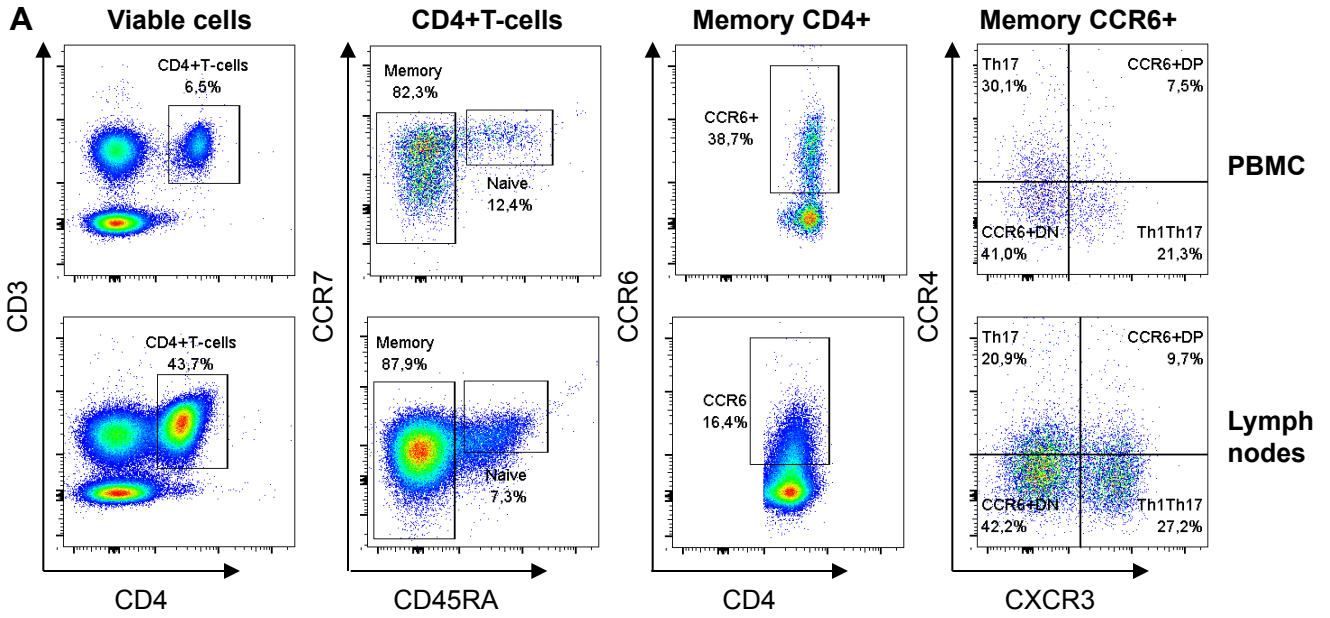 A
Viable cells
CD4+T-cells
Memory CD4+
Memory CCR6+
CD4+T-cells
6,5%
Memory
82,3%
Naive
12,4%
CCR6+
38,7%
Th17
30,1%
CCR6+DP
7,5%
CCR6+DN
41,0%
Th1Th17
21,3%
PBMC
CD3
CCR7
CCR6
CCR4
CD4+T-cells
43,7%
Memory
87,9%
Naive
7,3%
CCR6
16,4%
Th17
20,9%
CCR6+DP
9,7%
CCR6+DN
42,2%
Th1Th17
27,2%
Lymph
nodes
CD4
CD45RA
CD4
CXCR3